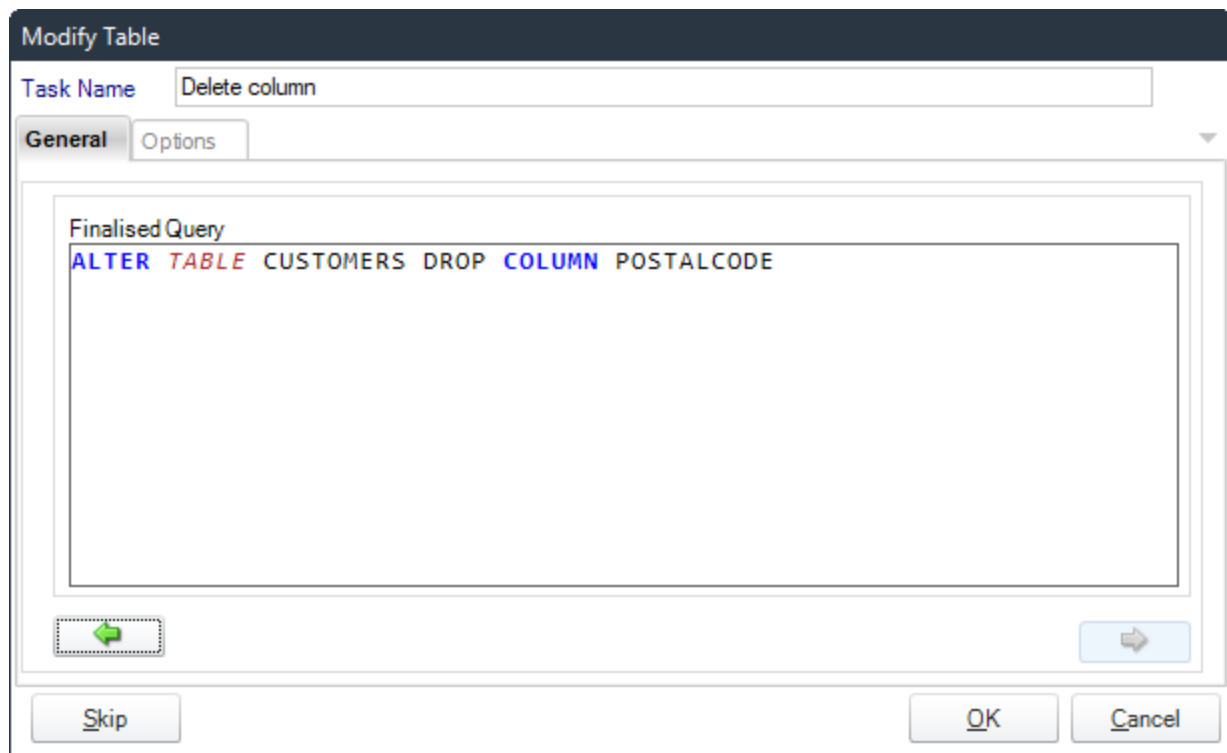 Modify Table
Task Name Delete column
General Options
Finalised Query
ALTER TABLE CUSTOMERS DROP COLUMN POSTALCODE
Skip OK Cancel